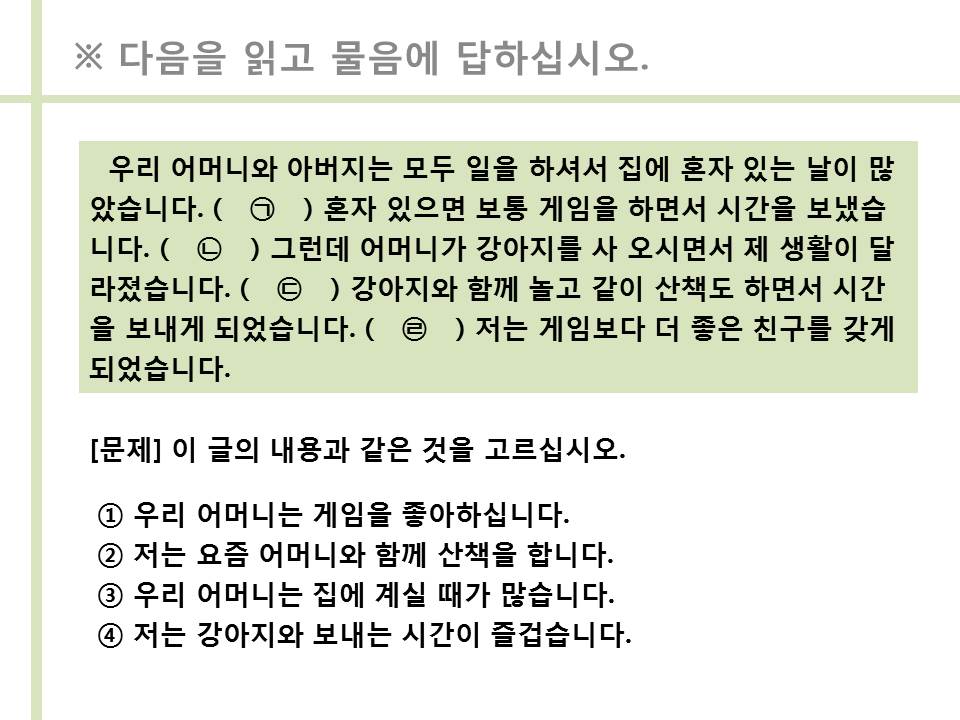 ※ 다음을 읽고 물음에 답하십시오.
우리 어머니와 아버지는 모두 일을 하셔서 집에 혼자 있는 날이 많
았습니다. ( ㉠ ) 혼자 있으면 보통 게임을 하면서 시간을 보냈습
니다. ( ㉡ ) 그런데 어머니가 강아지를 사 오시면서 제 생활이 달
라졌습니다. ( ㉢ ) 강아지와 함께 놀고 같이 산책도 하면서 시간
을 보내게 되었습니다. ( ㉣ ) 저는 게임보다 더 좋은 친구를 갖게
되었습니다.
[문제] 이 글의 내용과 같은 것을 고르십시오.
① 우리 어머니는 게임을 좋아하십니다.
② 저는 요즘 어머니와 함께 산책을 합니다.
③ 우리 어머니는 집에 계실 때가 많습니다.
④ 저는 강아지와 보내는 시간이 즐겁습니다.